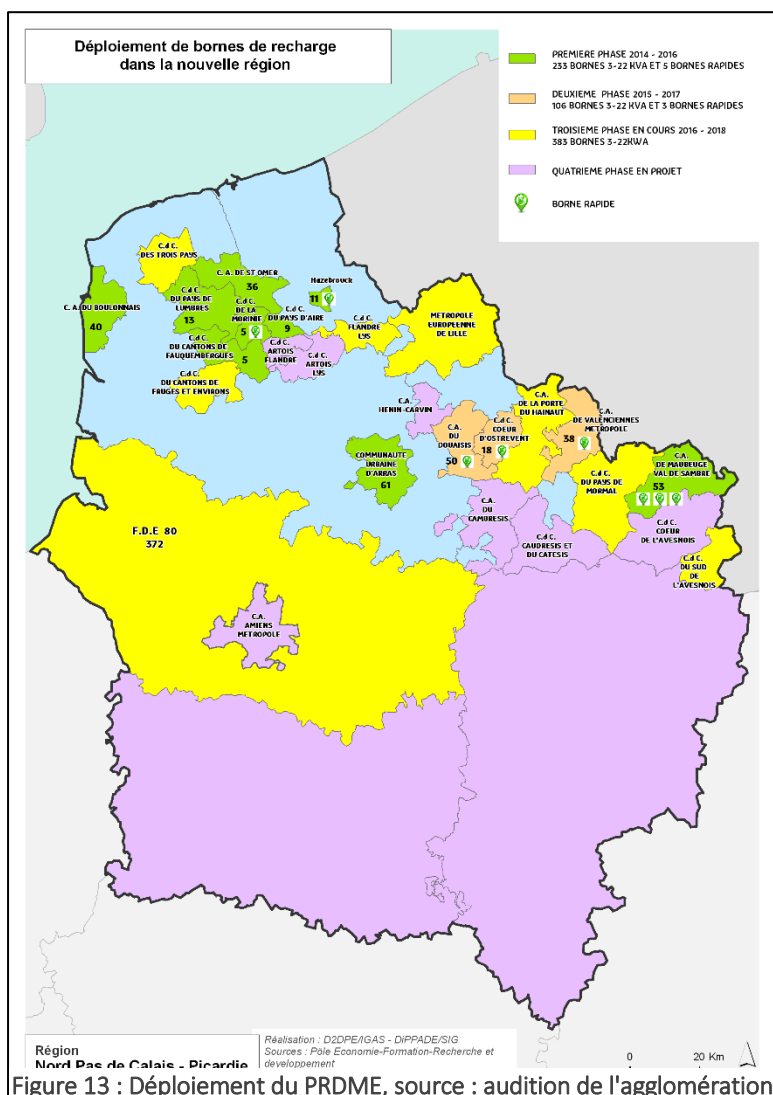 Déploiement de bornes de recharge
dans la nouvelle région
PREMIERE PHASE 2014 - 2016
233 BORNES 3-22 KVA ET 5 BORNES RAPIDES
DEUXIEME PHASE 2015 - 2017
106 BORNES 3-22 KVA ET 3 BORNES RAPIDES
TROISIEME PHASE EN COURS 2016 - 2018
383 BORNES 3-22KWA
QUATRIEME PHASE EN PROJET
BORNE RAPIDE
C.d C.
DES TROIS PAYS
C. A. DE ST OMER
36
Hazebrouck
11
C. A. DU BOULONNAIS
40
C.d C.
DU PAYS DE
LUMBRES
13
C.d C.
DE LA
MORINIE
5
C.d C.
DU PAYS D'AIRE
9
C.d C.
FLANDRE
LYS
METROPOLE
EUROPEENNE
DE LILLE
C.d C
DU CANTONS DE
FAUQUEMBERGUES
5
C.d C.
ARTOIS
FLANDRE
C.d C.
ARTOIS
LYS
C.d C.
DU CANTONS DE
FRUGES ET ENVIRONS
C.A.
HENIN-CARVIN
C.A.
DE LA PORTE
DU HAINAUT
C.A.
DE VALENCIENNES
METROPOLE
38
C.A.
DU
DOUAISIS
50
C.d C.
COEUR
D'OSTREVENT
18
COMMUNAUTE
URBAINE
D'ARRAS
61
C.A.
DE MAUBEUGE
VAL DE SAMBRE
53
C.d C.
DU PAYS DE
MORMAL
C.A.
DU
CAMBRESIS
C.d C.
CAUDRESIS ET
DU CATESIS
C.d C.
COEUR
DE L'AVESNOIS
C.d C.
DU SUD
DE
L'AVESNOIS
F.D.E 80
372
C.A.
AMIENS
METROPOLE
Région
Nord Pas de Calais - Picardie
Réalisation : D2DPE/IGAS - DiPPADE/SIG
Sources : Pôle Economie-Formation-Recherche et
developpement
0 20 Km
Figure 13 : Déploiement du PRDME, source : audition de l'agglomération